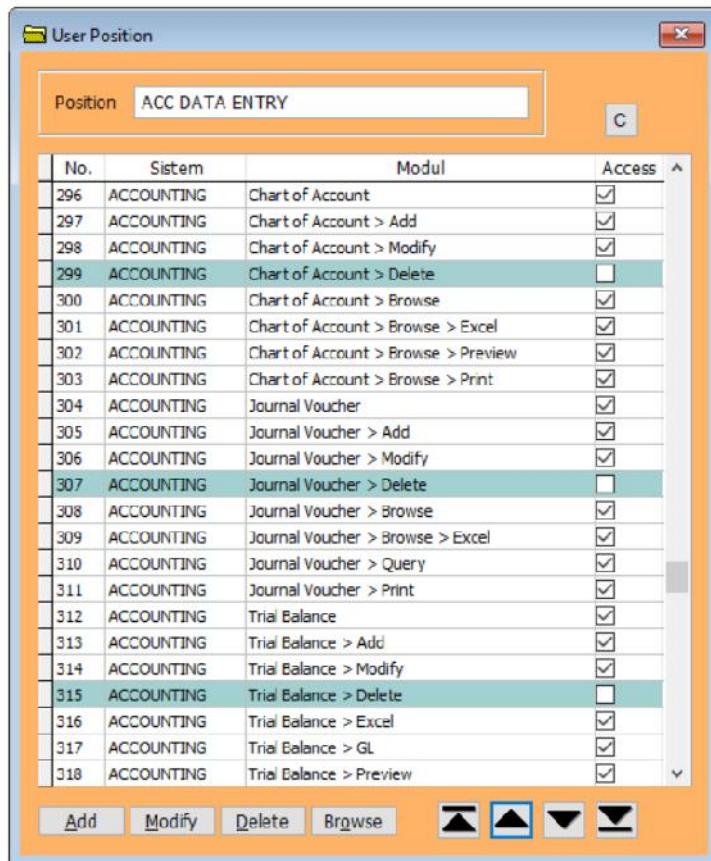 User Position
Position ACC DATA ENTRY
C
No. Sistem Modul Access
296 ACCOUNTING Chart of Account
297 ACCOUNTING Chart of Account > Add
298 ACCOUNTING Chart of Account > Modify
299 ACCOUNTING Chart of Account > Delete
300 ACCOUNTING Chart of Account > Browse
301 ACCOUNTING Chart of Account > Browse > Excel
302 ACCOUNTING Chart of Account > Browse > Preview
303 ACCOUNTING Chart of Account > Browse > Print
304 ACCOUNTING Journal Voucher
305 ACCOUNTING Journal Voucher > Add
306 ACCOUNTING Journal Voucher > Modify
307 ACCOUNTING Journal Voucher > Delete
308 ACCOUNTING Journal Voucher > Browse
309 ACCOUNTING Journal Voucher > Browse > Excel
310 ACCOUNTING Journal Voucher > Query
311 ACCOUNTING Journal Voucher > Print
312 ACCOUNTING Trial Balance
313 ACCOUNTING Trial Balance > Add
314 ACCOUNTING Trial Balance > Modify
315 ACCOUNTING Trial Balance > Delete
316 ACCOUNTING Trial Balance > Excel
317 ACCOUNTING Trial Balance > GL
318 ACCOUNTING Trial Balance > Preview
Add Modify Delete Browse